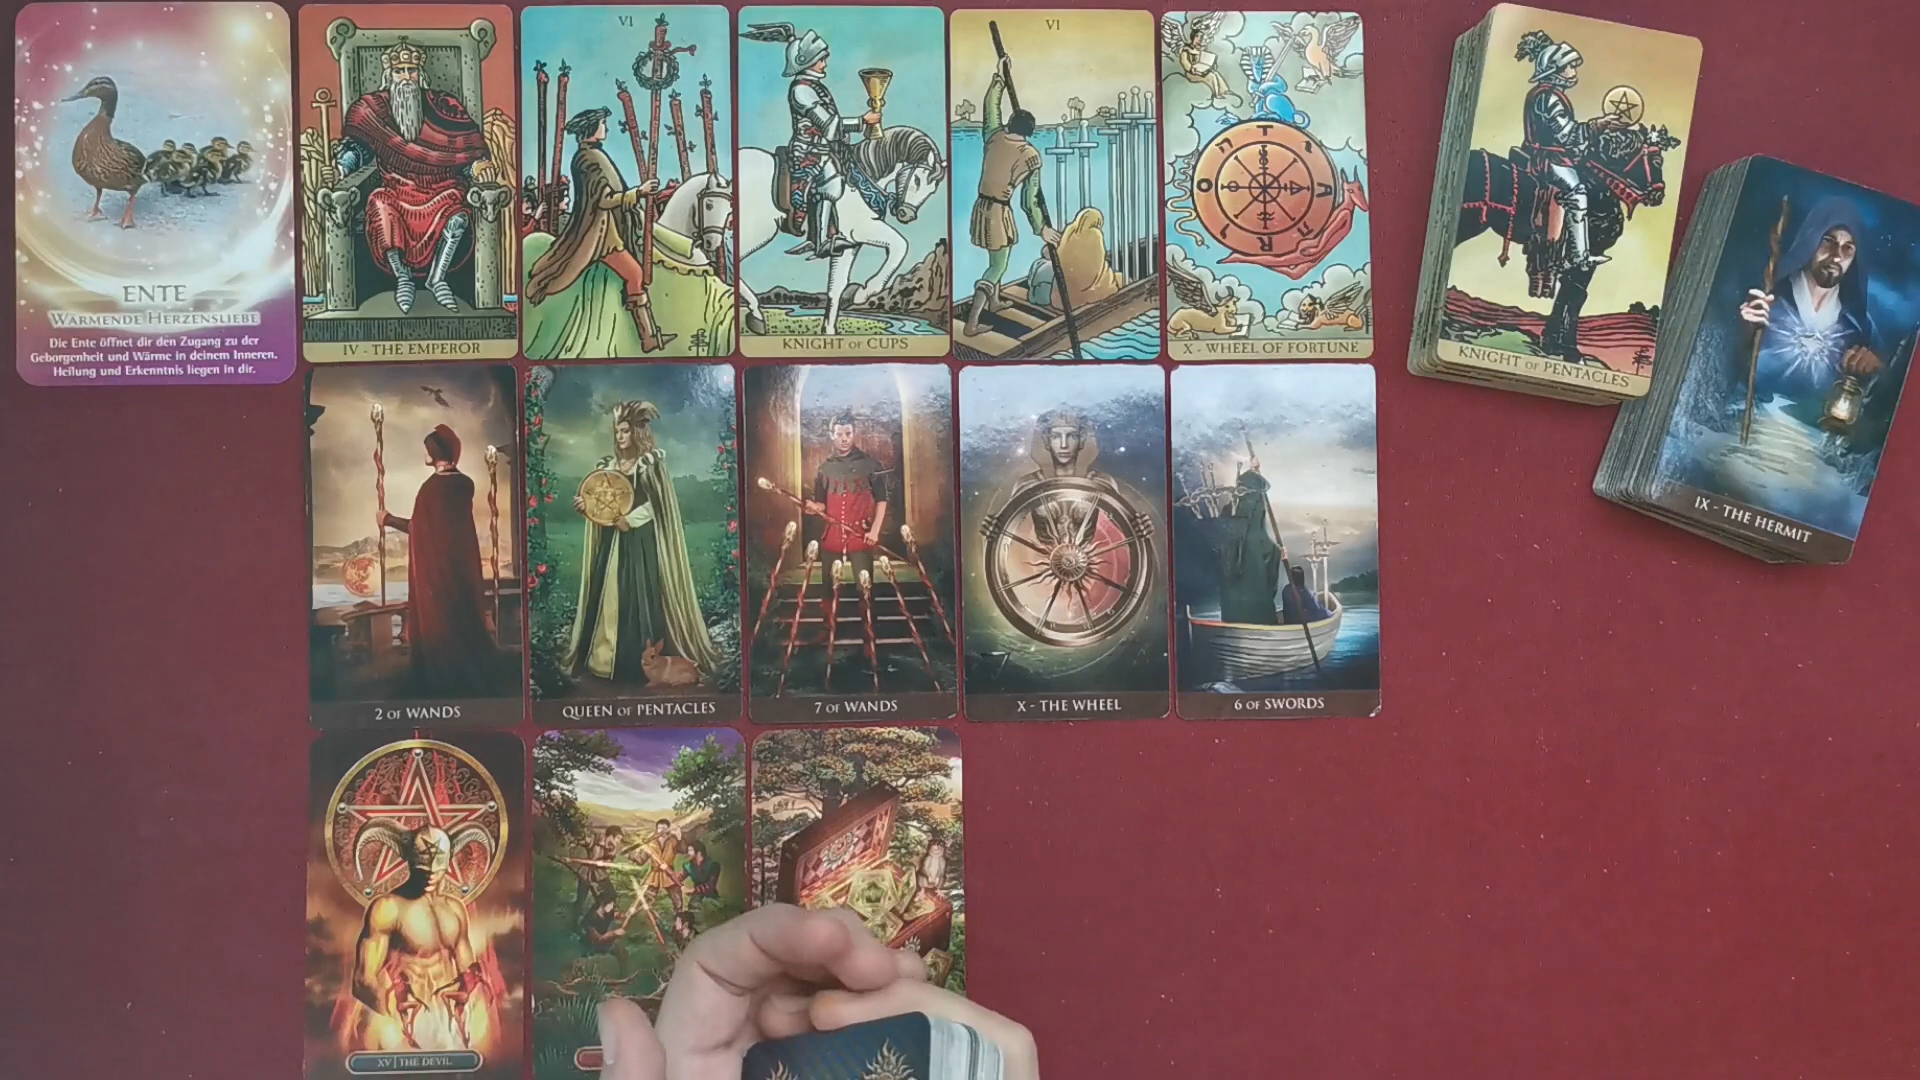 ENTE
WÄRMENDE HERZENSLIEBE
Die Ente öffnet dir den Zugang zu der
Geborgenheit und Wärme in deinem Inneren.
Heilung und Erkenntnis liegen in dir.
IV - THE EMPEROR
VI
KNIGHT OF CUPS
VI
T
A
R
O
X - WHEEL OF FORTUNE
KNIGHT OF PENTACLES
IX - THE HERMIT
2 OF WANDS
QUEEN OF PENTACLES
7 OF WANDS
X - THE WHEEL
6 OF SWORDS
XV | THE DEVIL